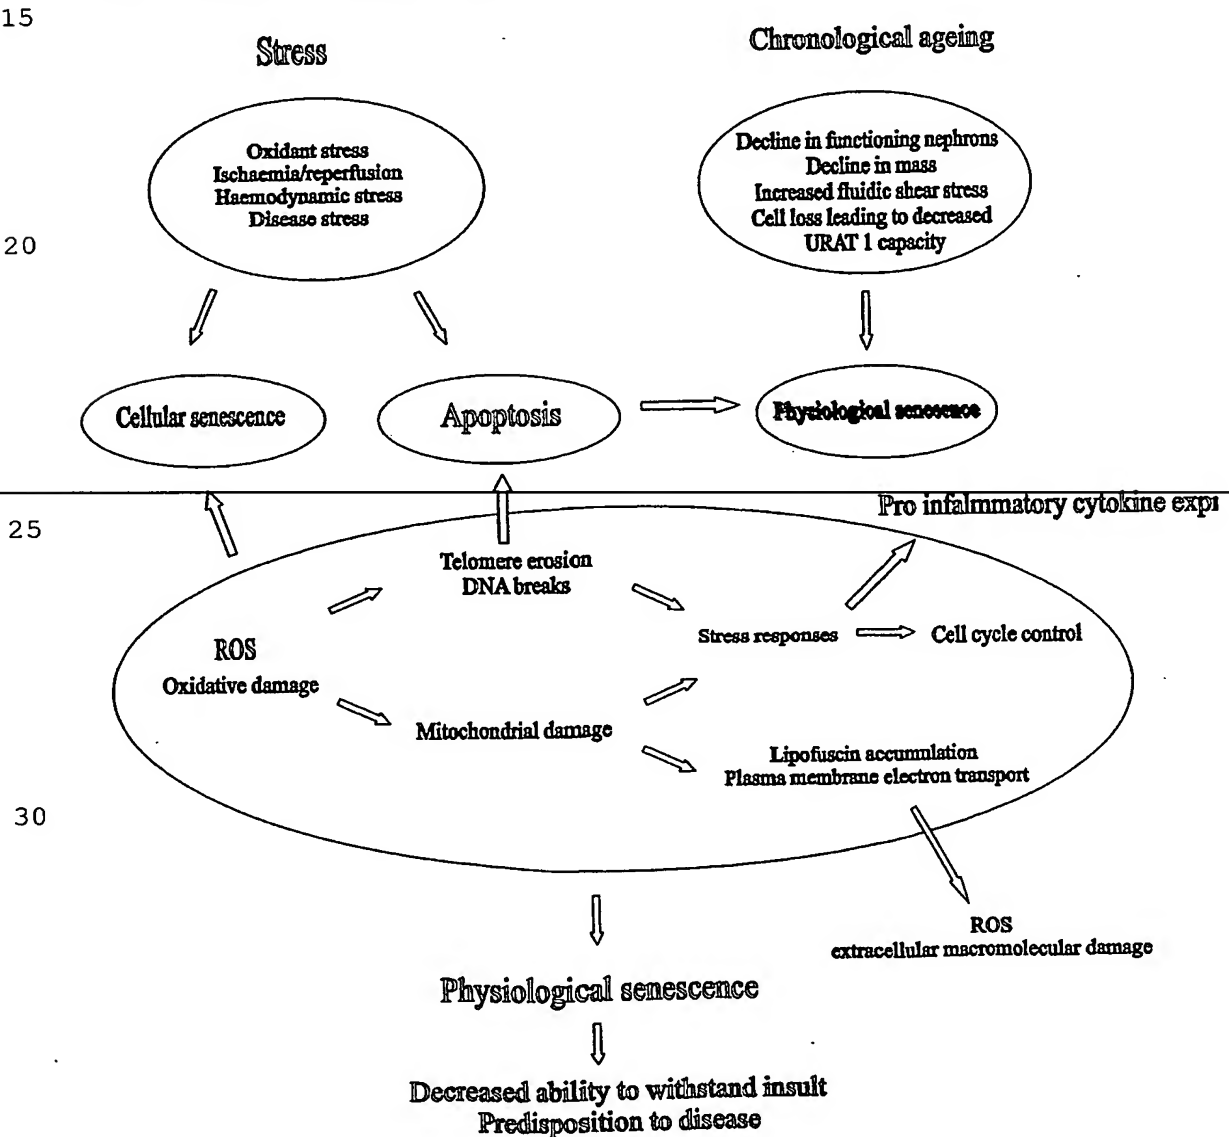 15
Stress
Chronological ageing
Oxidant stress
Ischaemia/reperfusion
Haemodynamic stress
Disease stress
Decline in functioning nephrons
Decline in mass
Increased fluidic shear stress
Cell loss leading to decreased
URAT 1 capacity
20
Cellular senescence
Apoptosis
Physiological senesence
25
Pro infalmmatory cytokine expr
Telomere erosion
DNA breaks
Stress responses
Cell cycle control
ROS
Oxidative damage
Mitochondrial damage
Lipofuscin accumulation
Plasma membrane electron transport
30
ROS
extracellular macromolecular damage
Physiological senescence
Decreased ability to withstand insult
Predisposition to disease